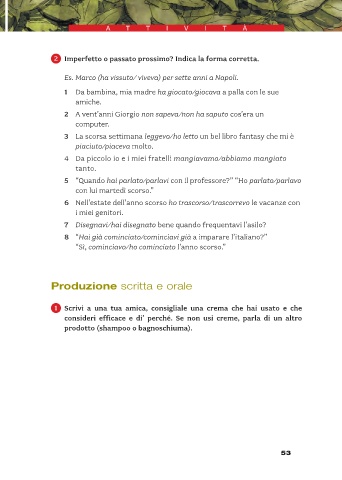 A T T I V I T À
2 Imperfetto o passato prossimo? Indica la forma corretta.
Es. Marco (ha vissuto/ viveva) per sette anni a Napoli.
1 Da bambina, mia madre ha giocato/giocava a palla con le sue
amiche.
2 A vent'anni Giorgio non sapeva/non ha saputo cos'era un
computer.
3 La scorsa settimana leggevo/ho letto un bel libro fantasy che mi è
piaciuto/piaceva molto.
4 Da piccolo io e i miei fratelli mangiavamo/abbiamo mangiato
tanto.
5 "Quando hai parlato/parlavi con il professore?" "Ho parlato/parlavo
con lui martedì scorso."
6 Nell'estate dell'anno scorso ho trascorso/trascorrevo le vacanze con
i miei genitori.
7 Disegnavi/hai disegnato bene quando frequentavi l'asilo?
8 "Hai già cominciato/cominciavi già a imparare l'italiano?"
"Sì, cominciavo/ho cominciato l'anno scorso."
Produzione scritta e orale
1 Scrivi a una tua amica, consigliale una crema che hai usato e che
consideri efficace e di' perché. Se non usi creme, parla di un altro
prodotto (shampoo o bagnoschiuma).
53